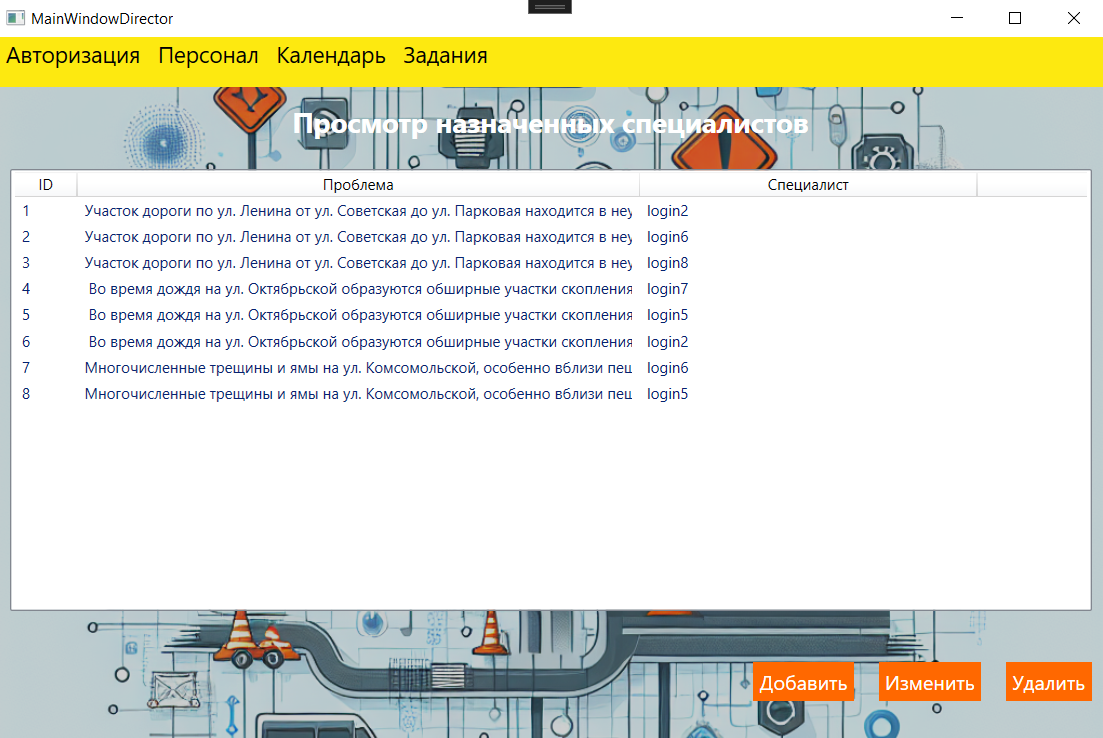 MainWindowDirector
Авторизация Персонал Календарь Задания
Просмотр назначенных специалистов
ID Проблема Специалист
1 Участок дороги по ул. Ленина от ул. Советская до ул. Парковая находится в неу login2
2 Участок дороги по ул. Ленина от ул. Советская до ул. Парковая находится в неу login6
3 Участок дороги по ул. Ленина от ул. Советская до ул. Парковая находится в неу login8
4 Во время дождя на ул. Октябрьской образуются обширные участки скопления login7
5 Во время дождя на ул. Октябрьской образуются обширные участки скопления login5
6 Во время дождя на ул. Октябрьской образуются обширные участки скопления login2
7 Многочисленные трещины и ямы на ул. Комсомольской, особенно вблизи пеш login6
8 Многочисленные трещины и ямы на ул. Комсомольской, особенно вблизи пеш login5
Добавить Изменить Удалить